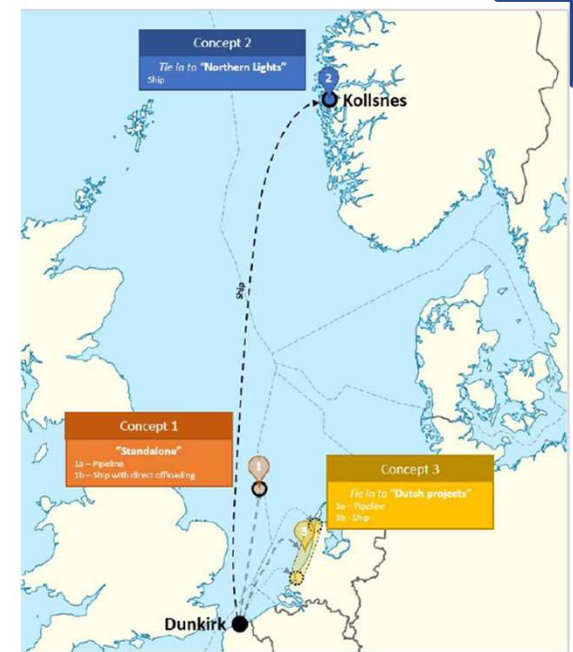 Concept 2
Tie in to "Northern Lights"
Ship
2
Kollsnes
Ship
Concept 1
"Standalone"
1a – Pipeline
1b – Ship with direct offloading
1
Concept 3
Tie in to "Dutch projects"
3a – Pipeline
3b - Ship
3
Dunkirk